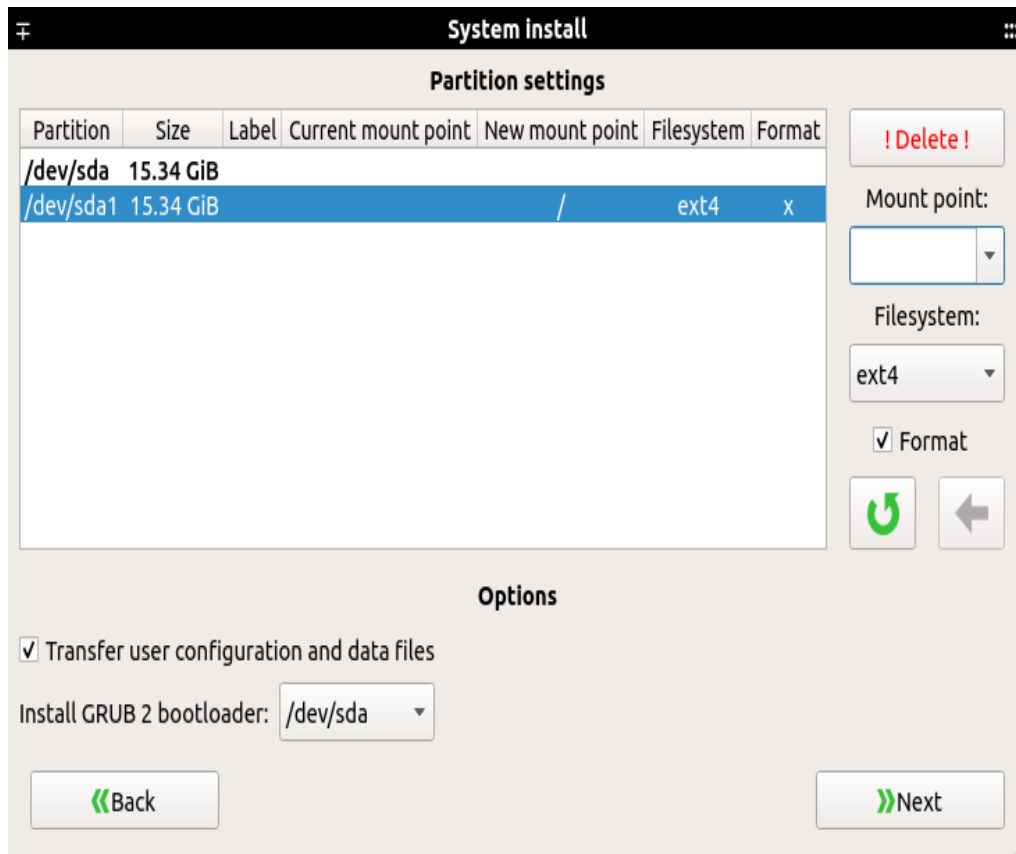 System install
Partition settings
Partition Size Label Current mount point New mount point Filesystem Format
/dev/sda 15.34 GiB
/dev/sda1 15.34 GiB / ext4 x
! Delete !
Mount point:
Filesystem:
ext4
Format
Options
Transfer user configuration and data files
Install GRUB 2 bootloader: /dev/sda
Back
Next